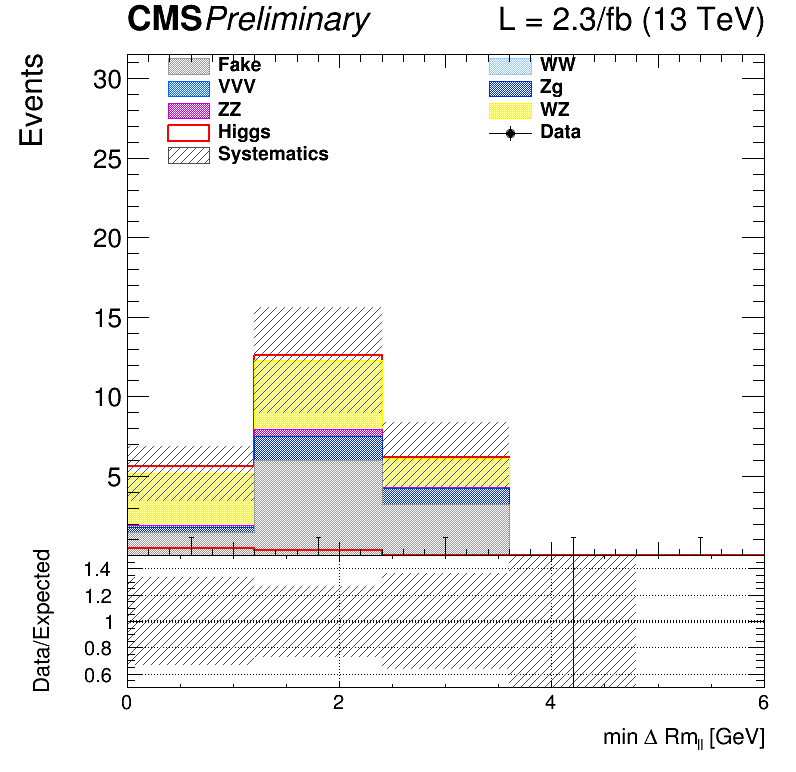 CMS Preliminary L = 2.3/fb (13 TeV)
Events
30
25
20
15
10
5
Fake
VVV
ZZ
Higgs
Systematics
WW
Zg
WZ
Data
Data/Expected
1.4
1.2
1
0.8
0.6
0 2 4 6
min Δ Rm_ll [GeV]